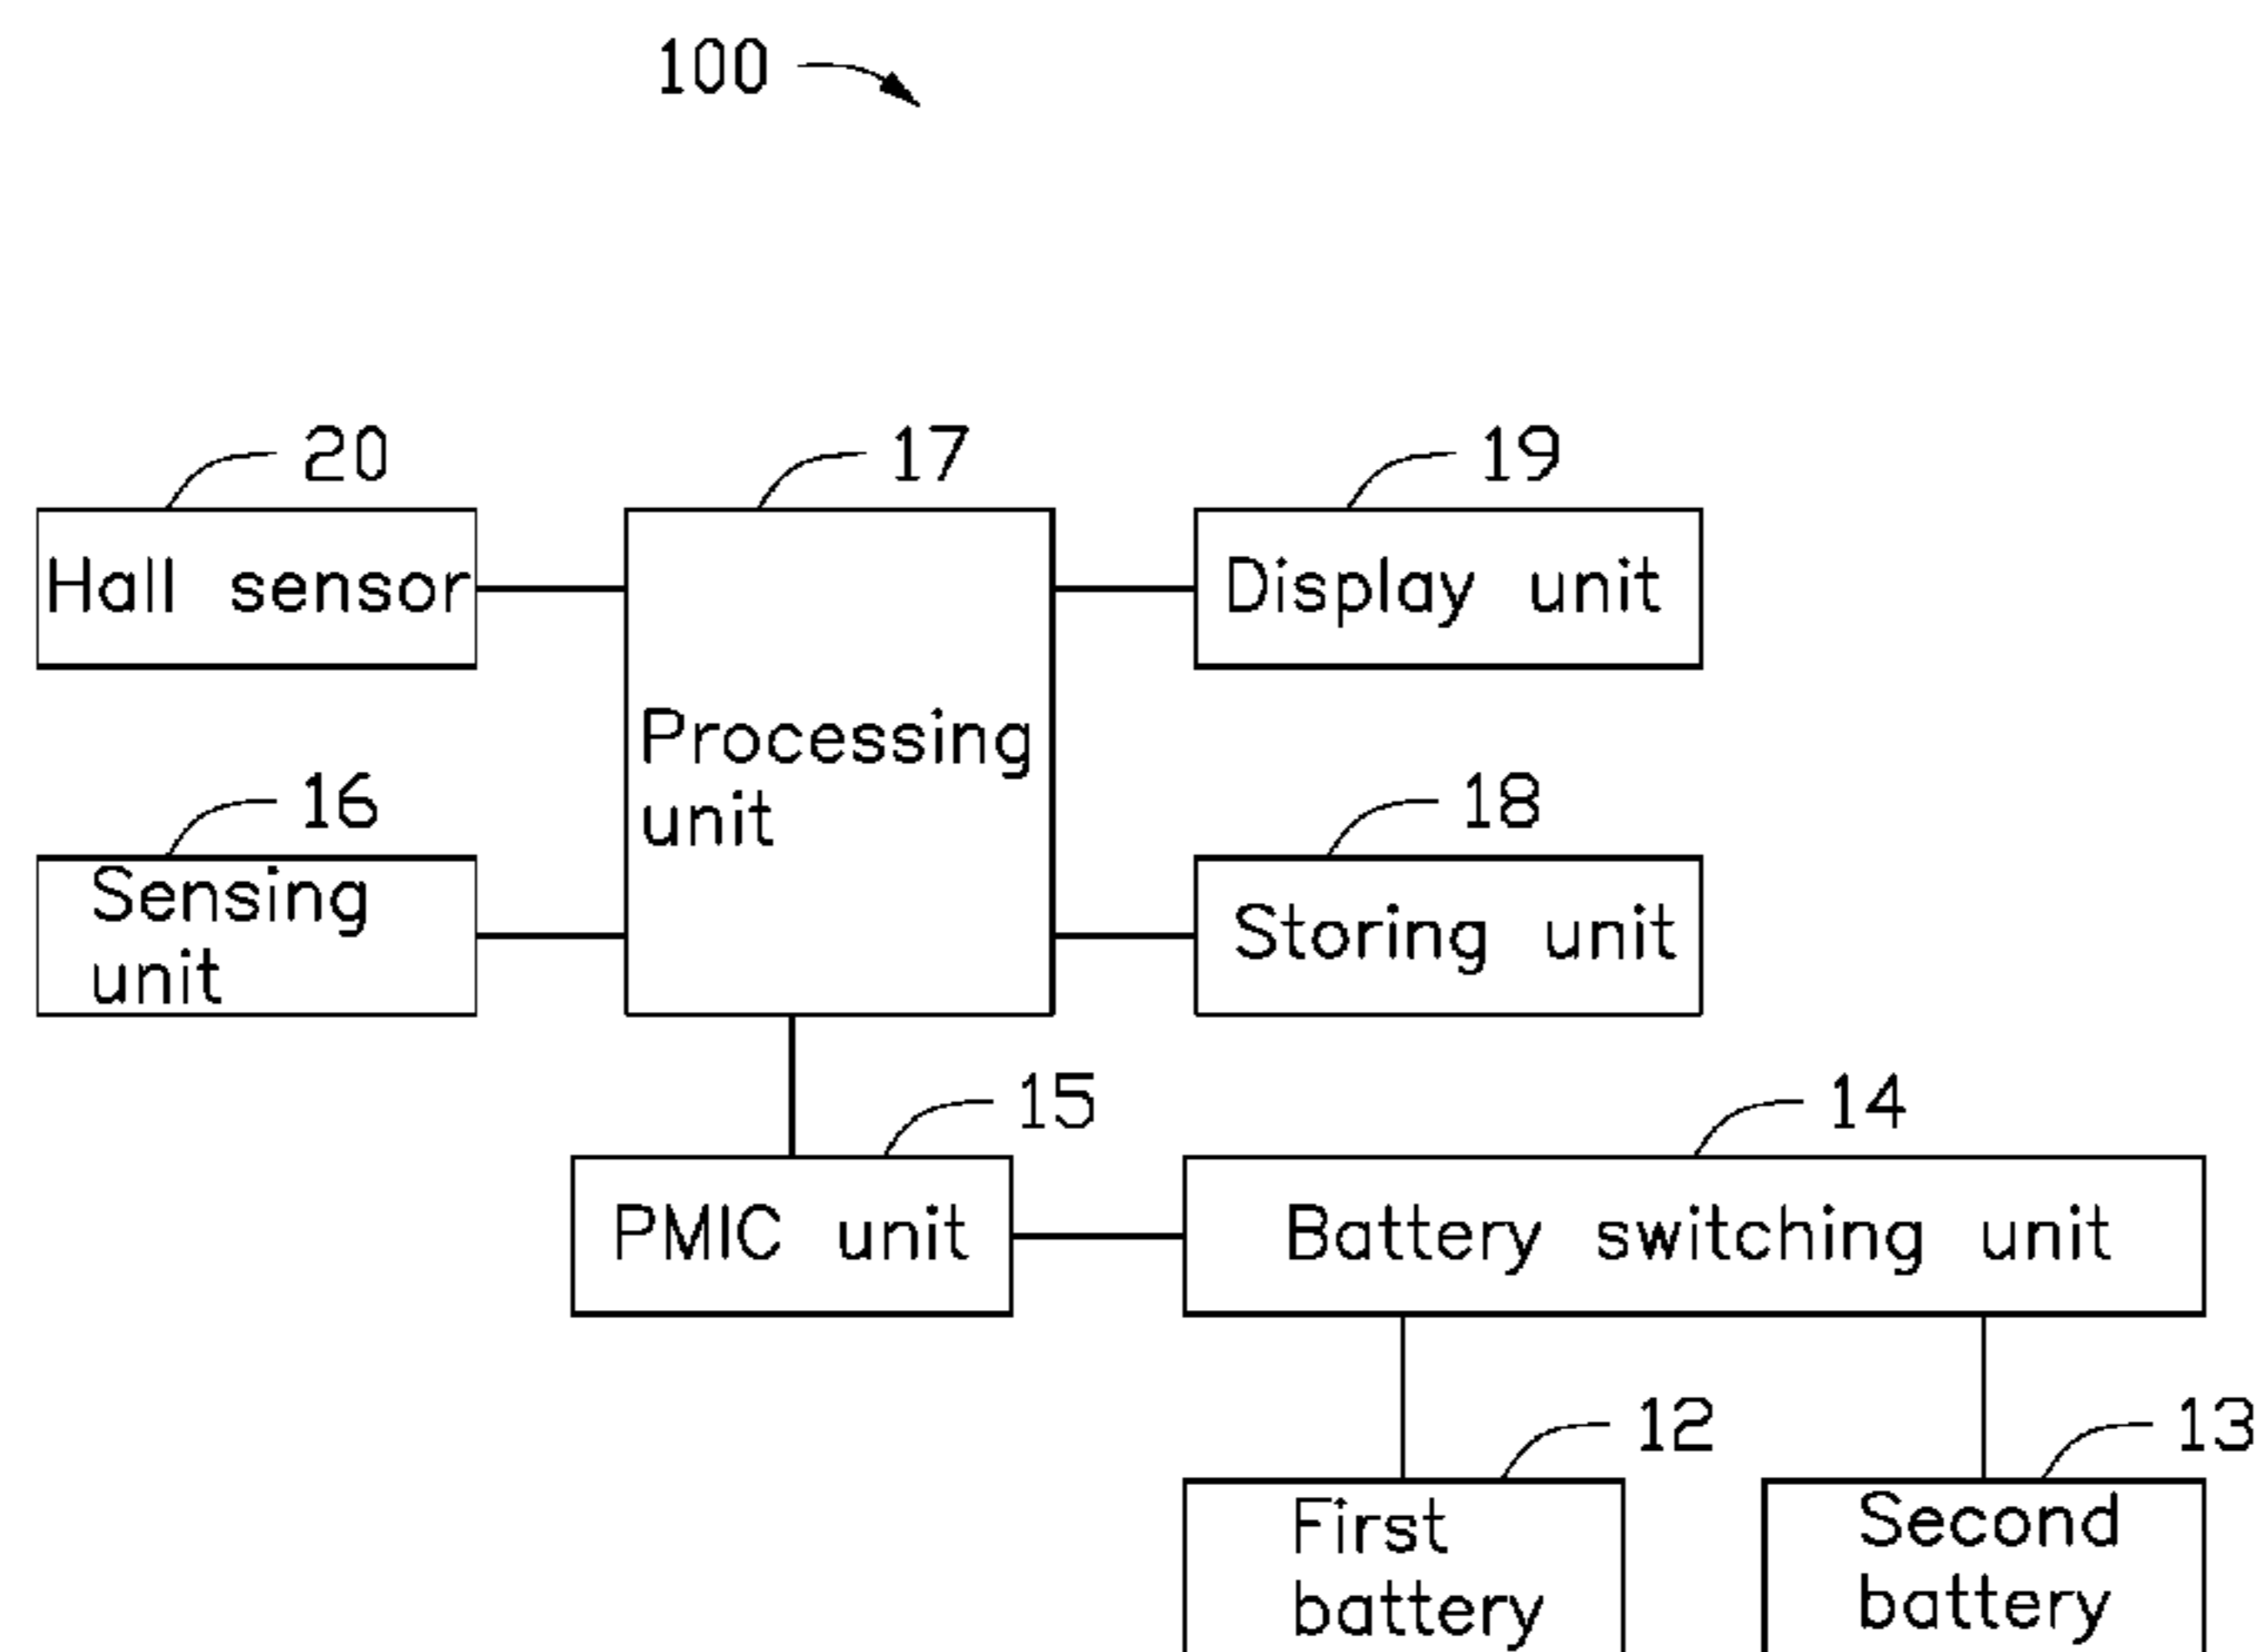 100
20
17
19
Hall sensor
Display unit
Processing
unit
16
18
Sensing
unit
Storing unit
15
14
PMIC unit
Battery switching unit
12
13
First
battery
Second
battery